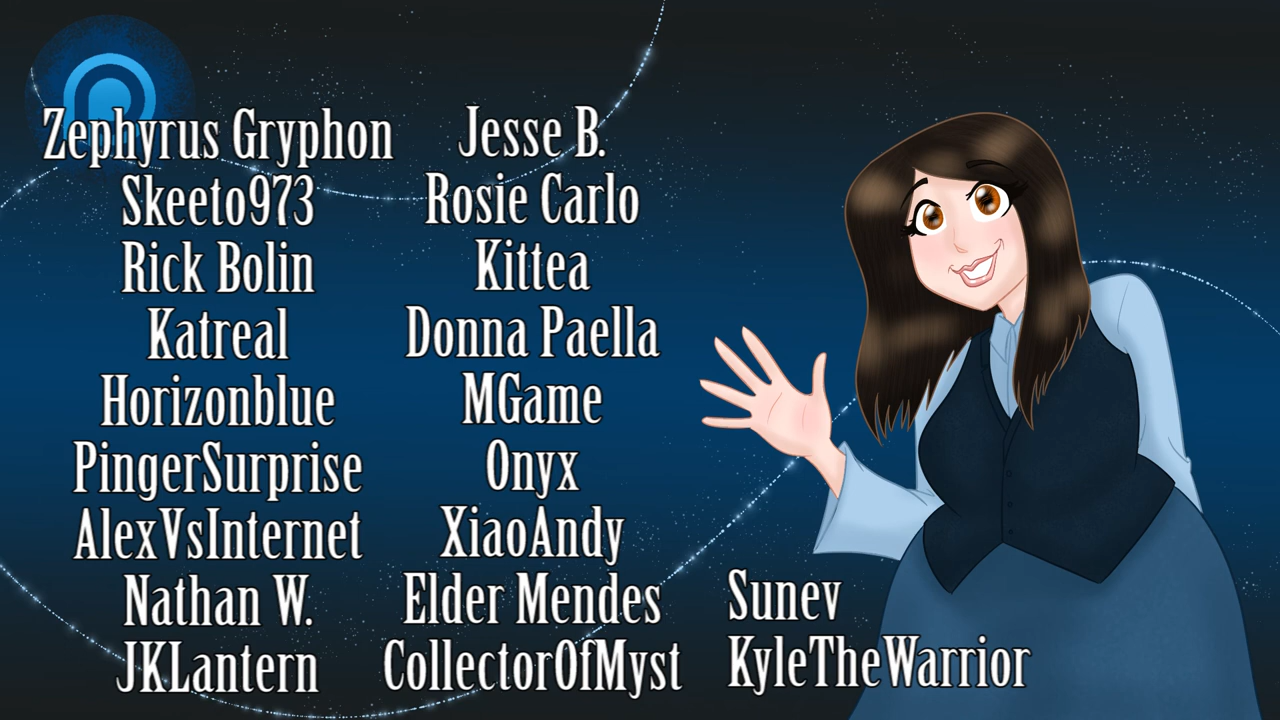 Zephyrus Gryphon
Skeeto973
Rick Bolin
Katreal
Horizonblue
PingerSurprise
AlexVsInternet
Nathan W.
JKLantern
Jesse B.
Rosie Carlo
Kittea
Donna Paella
MGame
Onyx
XiaoAndy
Elder Mendes
CollectorOfMyst
Sunev
KyleTheWarrior